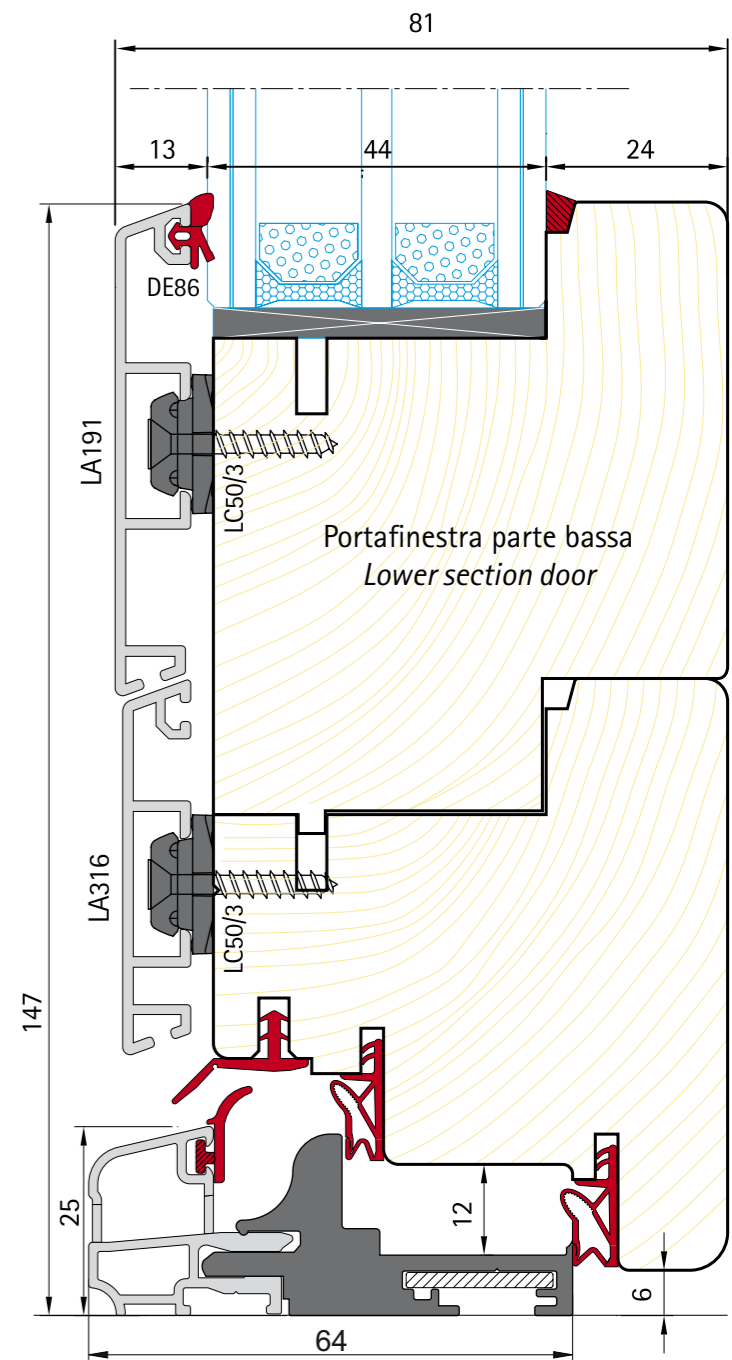 81
13
44
24
DE86
LA191
LC50/3
Portafinestra parte bassa
Lower section door
LA316
LC50/3
147
25
12
6
64